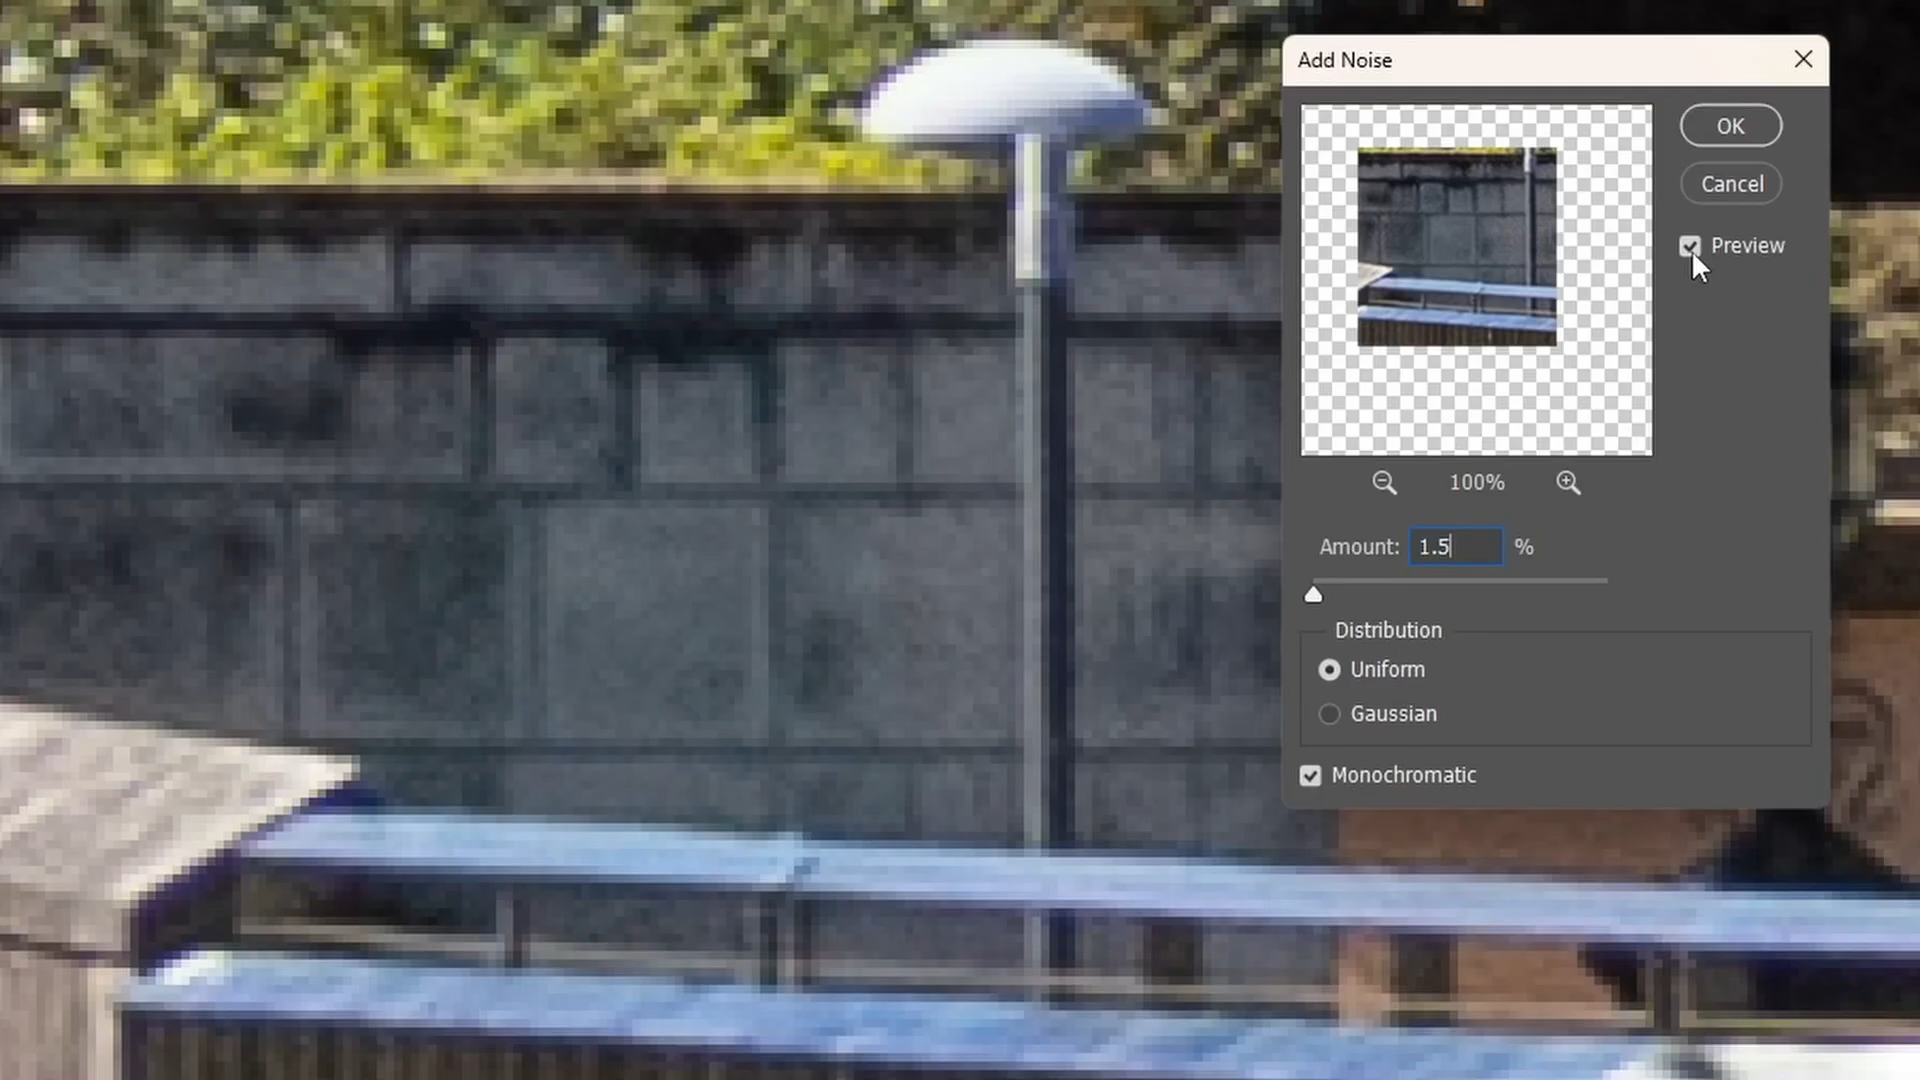 Add Noise
OK
Cancel
Preview
100%
Amount: 1.5 %
Distribution
Uniform
Gaussian
Monochromatic